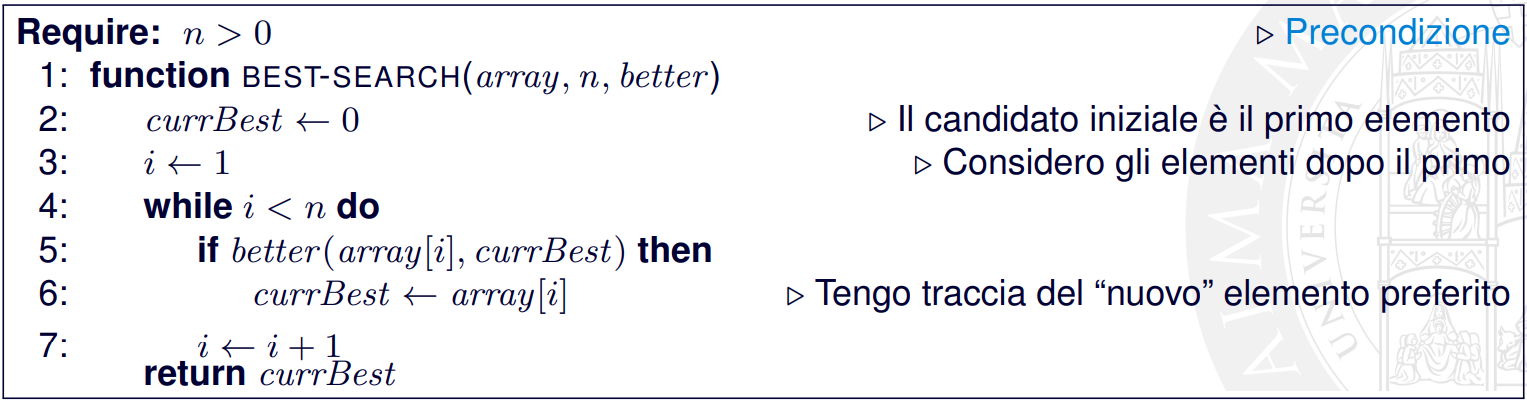 Require: n > 0 ▷ Precondizione
1: function BEST-SEARCH(array, n, better)
2: currBest ← 0 ▷ Il candidato iniziale è il primo elemento
3: i ← 1 ▷ Considero gli elementi dopo il primo
4: while i < n do
5: if better(array[i], currBest) then
6: currBest ← array[i] ▷ Tengo traccia del “nuovo” elemento preferito
7: i ← i + 1
return currBest